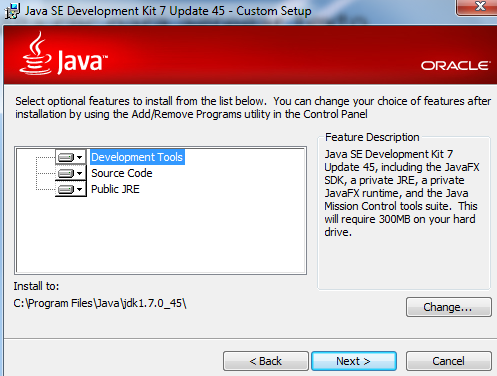 Java SE Development Kit 7 Update 45 - Custom Setup
Java™
ORACLE
Select optional features to install from the list below.  You can change your choice of features after
installation by using the Add/Remove Programs utility in the Control Panel
Development Tools
Source Code
Public JRE
Feature Description
Java SE Development Kit 7
Update 45, including the JavaFX
SDK, a private JRE, a private
JavaFX runtime, and the Java
Mission Control tools suite.  This
will require 300MB on your hard
drive.
Install to:
C:\Program Files\Java\jdk1.7.0_45\
Change...
< Back
Next >
Cancel